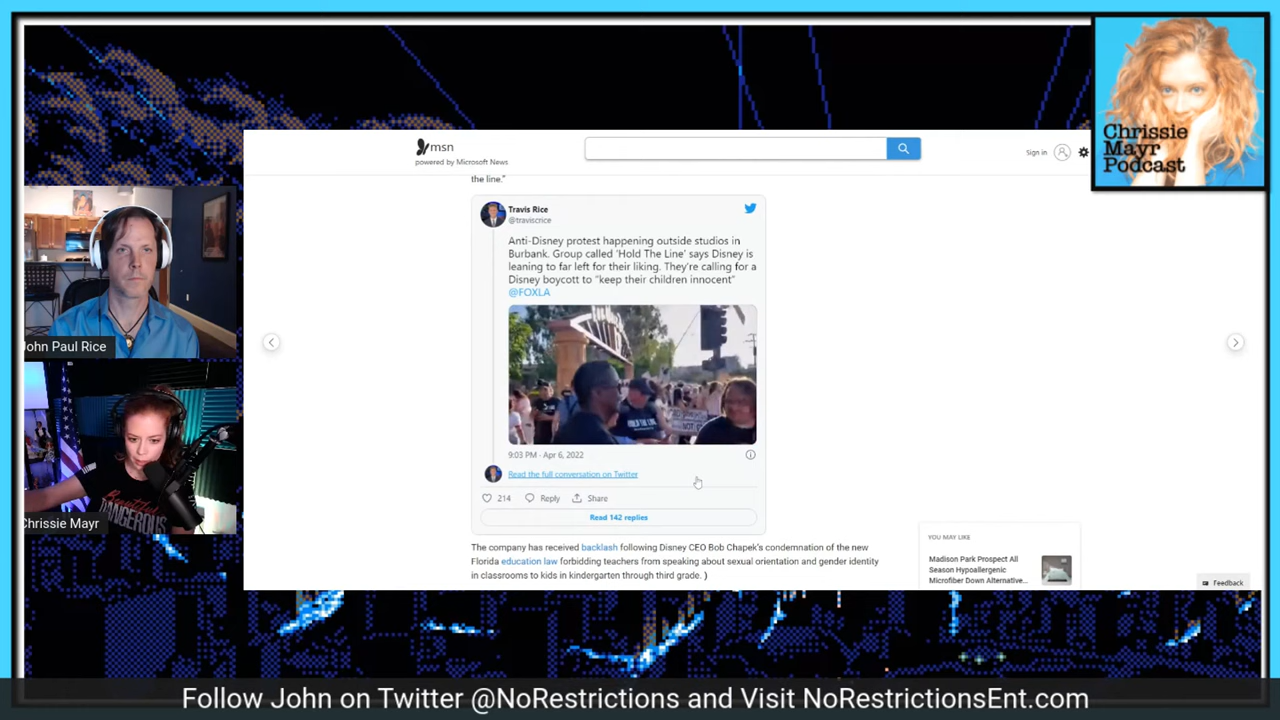 Chrissie
Mayr
Podcast
msn
powered by Microsoft News
Sign in
the line."
Travis Rice
@travisrice
Anti-Disney protest happening outside studios in
Burbank. Group called 'Hold The Line' says Disney is
leaning to far left for their liking. They're calling for a
Disney boycott to "keep their children innocent"
@FOXLA
HOLD THE LINE
9:03 PM · Apr 6, 2022
Read the full conversation on Twitter
214
Reply
Share
Read 142 replies
The company has received backlash following Disney CEO Bob Chapek's condemnation of the new
Florida education law forbidding teachers from speaking about sexual orientation and gender identity
in classrooms to kids in kindergarten through third grade. )
YOU MAY LIKE
Madison Park Prospect All
Season Hypoallergenic
Microfiber Down Alternative...
Feedback
John Paul Rice
Beautiful
DANGEROUS
Chrissie Mayr
Follow John on Twitter @NoRestrictions and Visit NoRestrictionsEnt.com